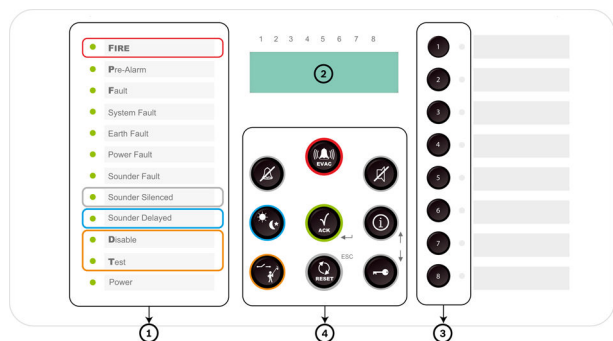 1 2 3 4 5 6 7 8
FIRE
Pre-Alarm
Fault
System Fault
Earth Fault
Power Fault
Sounder Fault
Sounder Silenced
Sounder Delayed
Disable
Test
Power
2
EVAC
ACK
ESC
RESET
1
2
3
4
5
6
7
8
1
4
3